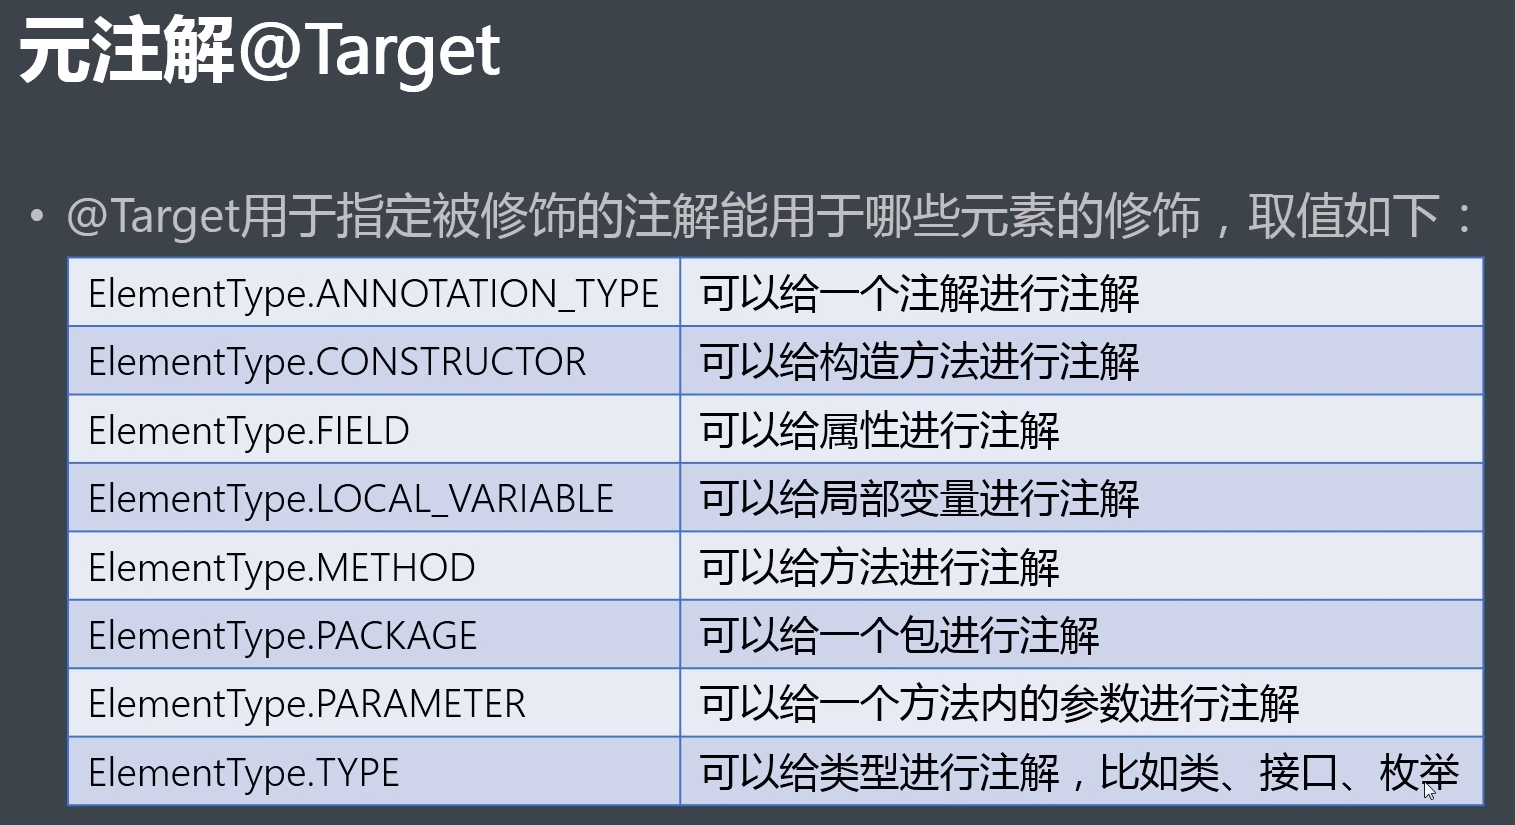 元注解@Target
• @Target用于指定被修饰的注解能用于哪些元素的修饰，取值如下：
ElementType.ANNOTATION_TYPE 可以给一个注解进行注解
ElementType.CONSTRUCTOR 可以给构造方法进行注解
ElementType.FIELD 可以给属性进行注解
ElementType.LOCAL_VARIABLE 可以给局部变量进行注解
ElementType.METHOD 可以给方法进行注解
ElementType.PACKAGE 可以给一个包进行注解
ElementType.PARAMETER 可以给一个方法内的参数进行注解
ElementType.TYPE 可以给类型进行注解，比如类、接口、枚举